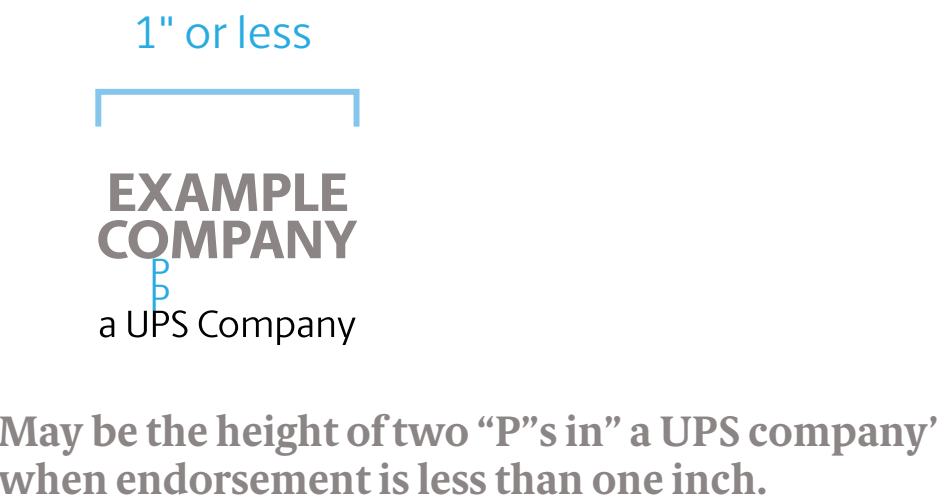 1" or less
EXAMPLE
COMPANY
P
P
a UPS Company
May be the height of two “P”s in” a UPS company’
when endorsement is less than one inch.